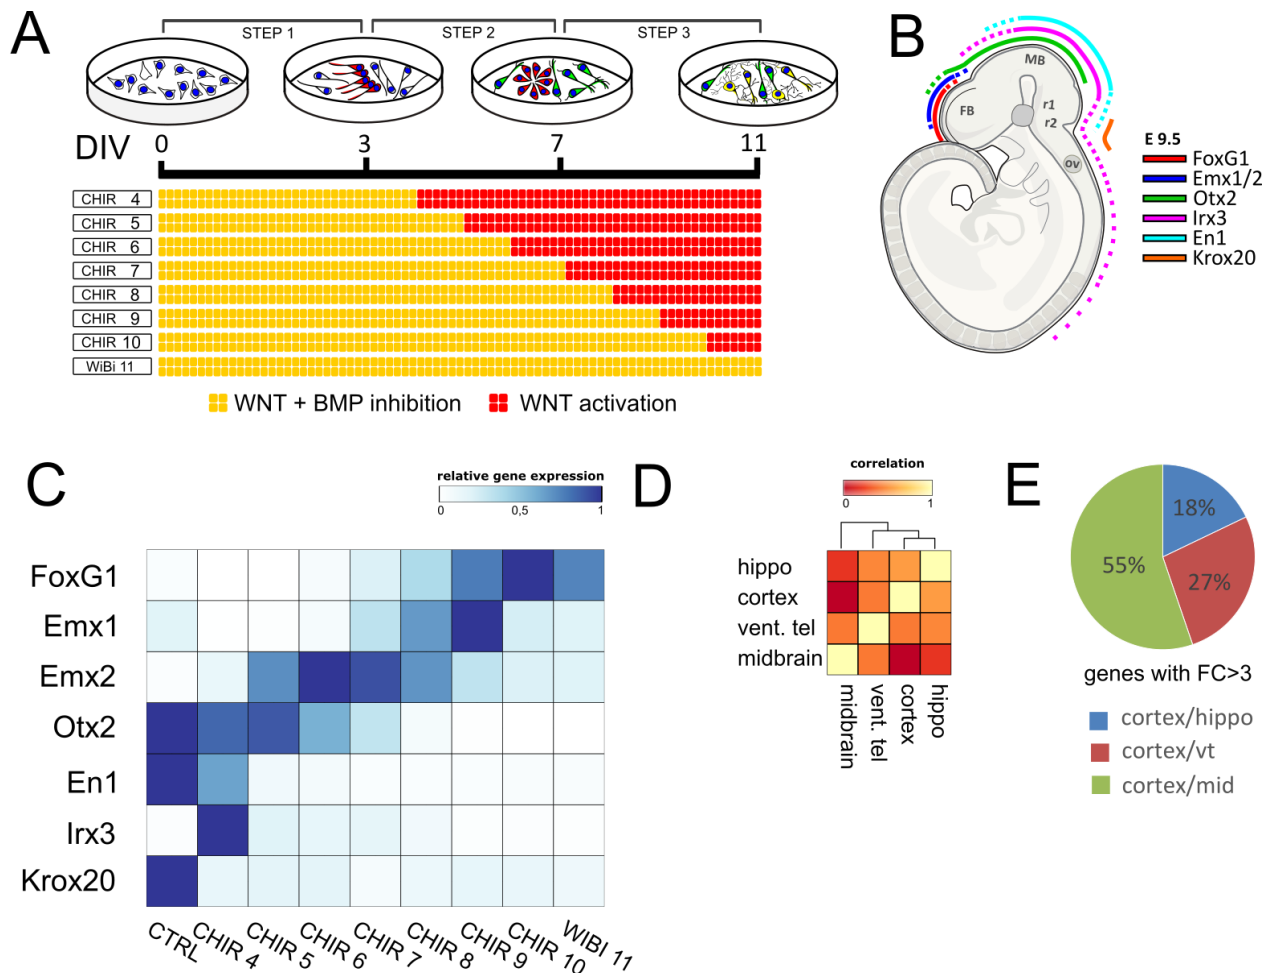 A
STEP 1
STEP 2
STEP 3
DIV
0
3
7
11
CHIR 4
CHIR 5
CHIR 6
CHIR 7
CHIR 8
CHIR 9
CHIR 10
WiBi 11
WNT + BMP inhibition
WNT activation
B
MB
FB
r1
r2
ov
E 9.5
FoxG1
Emx1/2
Otx2
Irx3
En1
Krox20
C
relative gene expression
0
0,5
1
FoxG1
Emx1
Emx2
Otx2
En1
Irx3
Krox20
CTRL
CHIR 4
CHIR 5
CHIR 6
CHIR 7
CHIR 8
CHIR 9
CHIR 10
WIBI 11
D
correlation
0
1
hippo
cortex
vent. tel
midbrain
midbrain
vent. tel
cortex
hippo
E
18%
55%
27%
genes with FC>3
cortex/hippo
cortex/vt
cortex/mid